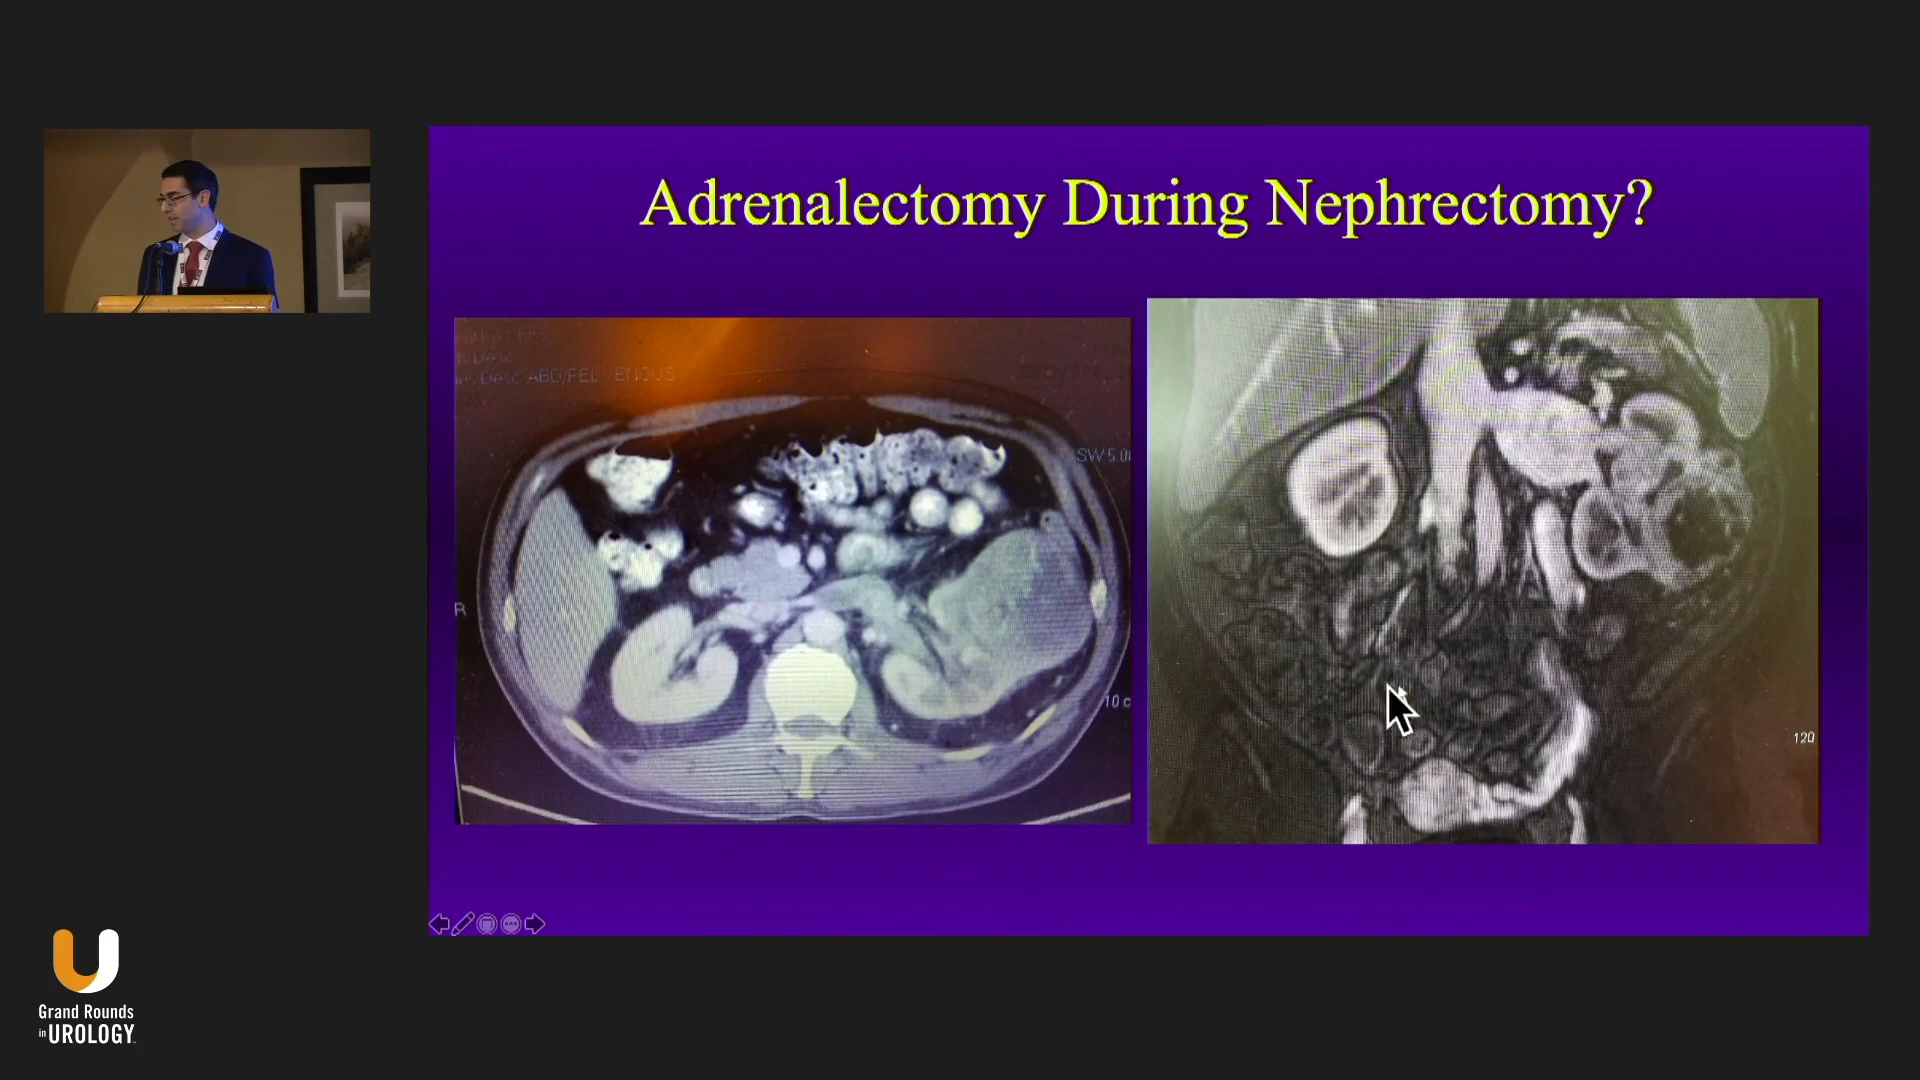 Adrenalectomy During Nephrectomy?
ABD/PEL VENOUS
SW 5.0
R
10 c
120
Grand Rounds
in UROLOGY